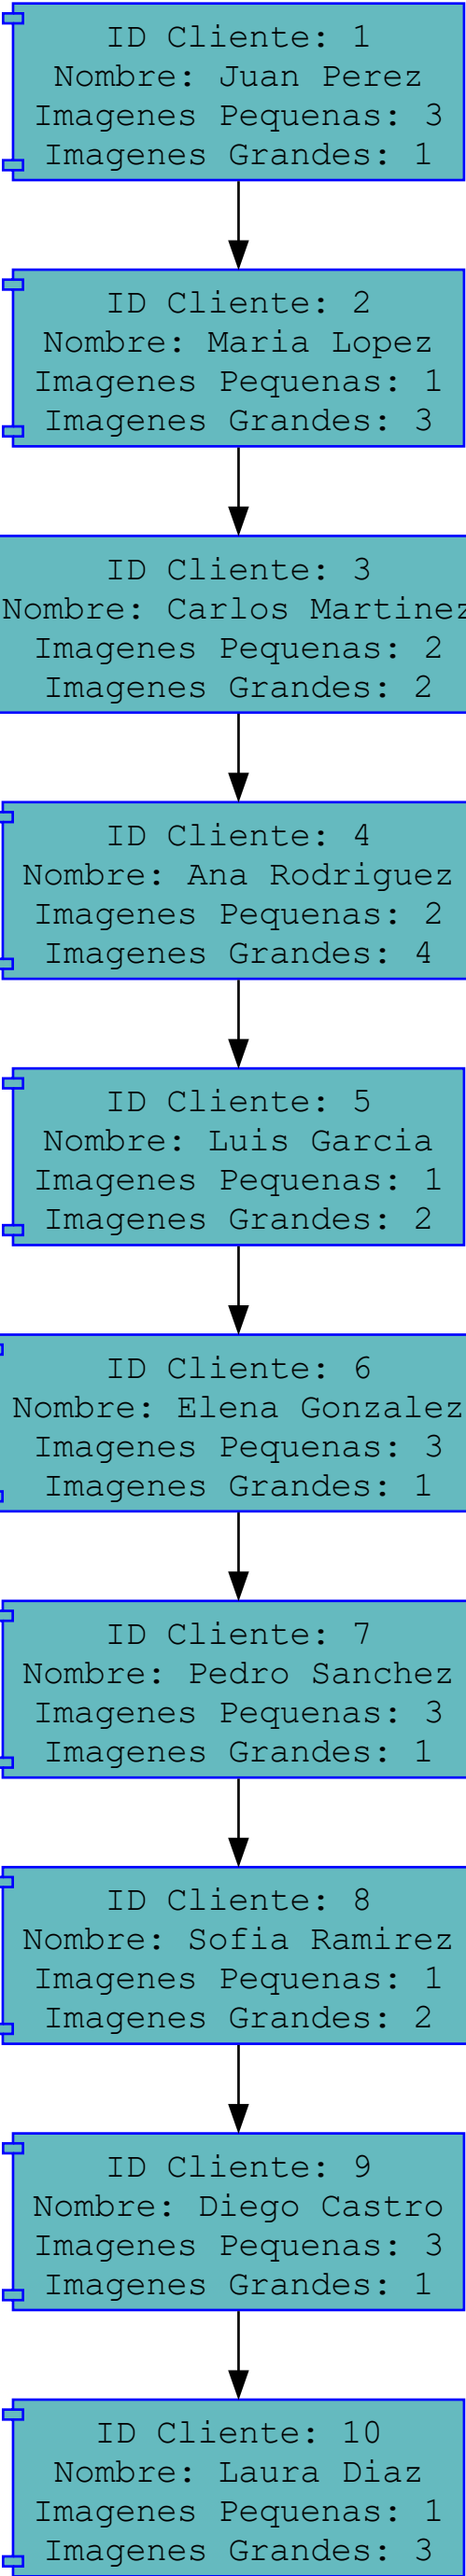 ID Cliente: 1
Nombre: Juan Perez
Imagenes Pequenas: 3
Imagenes Grandes: 1
ID Cliente: 2
Nombre: Maria Lopez
Imagenes Pequenas: 1
Imagenes Grandes: 3
ID Cliente: 3
Nombre: Carlos Martinez
Imagenes Pequenas: 2
Imagenes Grandes: 2
ID Cliente: 4
Nombre: Ana Rodriguez
Imagenes Pequenas: 2
Imagenes Grandes: 4
ID Cliente: 5
Nombre: Luis Garcia
Imagenes Pequenas: 1
Imagenes Grandes: 2
ID Cliente: 6
Nombre: Elena Gonzalez
Imagenes Pequenas: 3
Imagenes Grandes: 1
ID Cliente: 7
Nombre: Pedro Sanchez
Imagenes Pequenas: 3
Imagenes Grandes: 1
ID Cliente: 8
Nombre: Sofia Ramirez
Imagenes Pequenas: 1
Imagenes Grandes: 2
ID Cliente: 9
Nombre: Diego Castro
Imagenes Pequenas: 3
Imagenes Grandes: 1
ID Cliente: 10
Nombre: Laura Diaz
Imagenes Pequenas: 1
Imagenes Grandes: 3